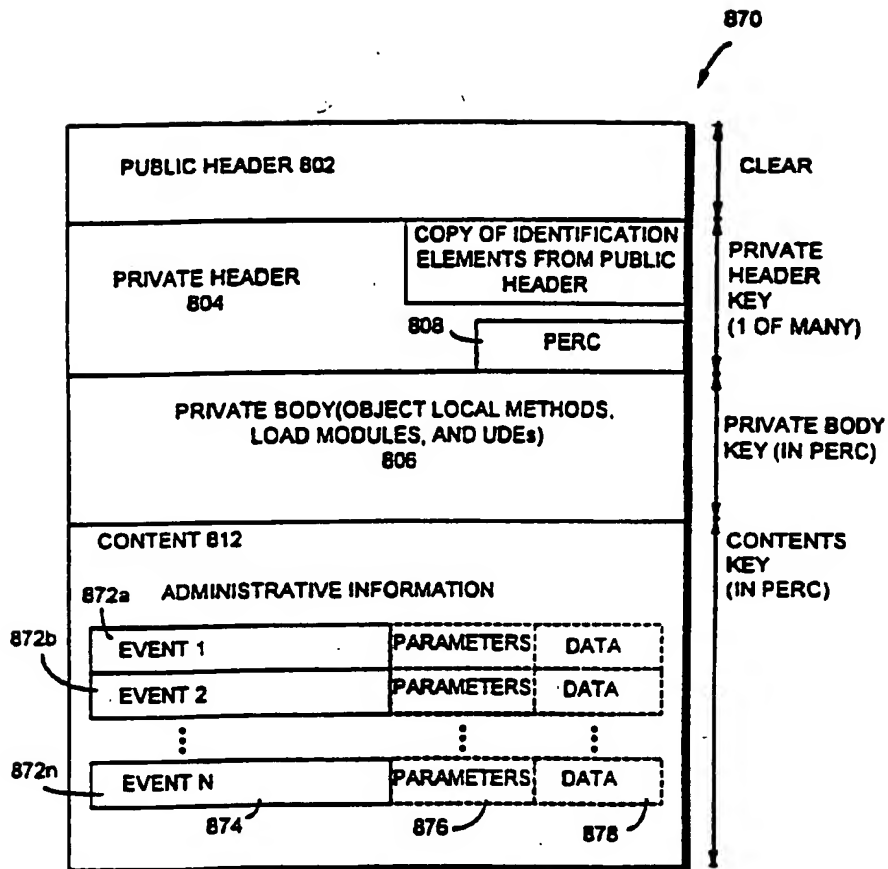 870
PUBLIC HEADER 802
CLEAR
COPY OF IDENTIFICATION
ELEMENTS FROM PUBLIC
HEADER
PRIVATE HEADER
804
PRIVATE
HEADER
KEY
(1 OF MANY)
808
PERC
PRIVATE BODY(OBJECT LOCAL METHODS,
LOAD MODULES, AND UDEs)
806
PRIVATE BODY
KEY (IN PERC)
CONTENT 812
CONTENTS
KEY
(IN PERC)
ADMINISTRATIVE INFORMATION
872a
EVENT 1
PARAMETERS
DATA
872b
EVENT 2
PARAMETERS
DATA
872n
EVENT N
PARAMETERS
DATA
874
876
878